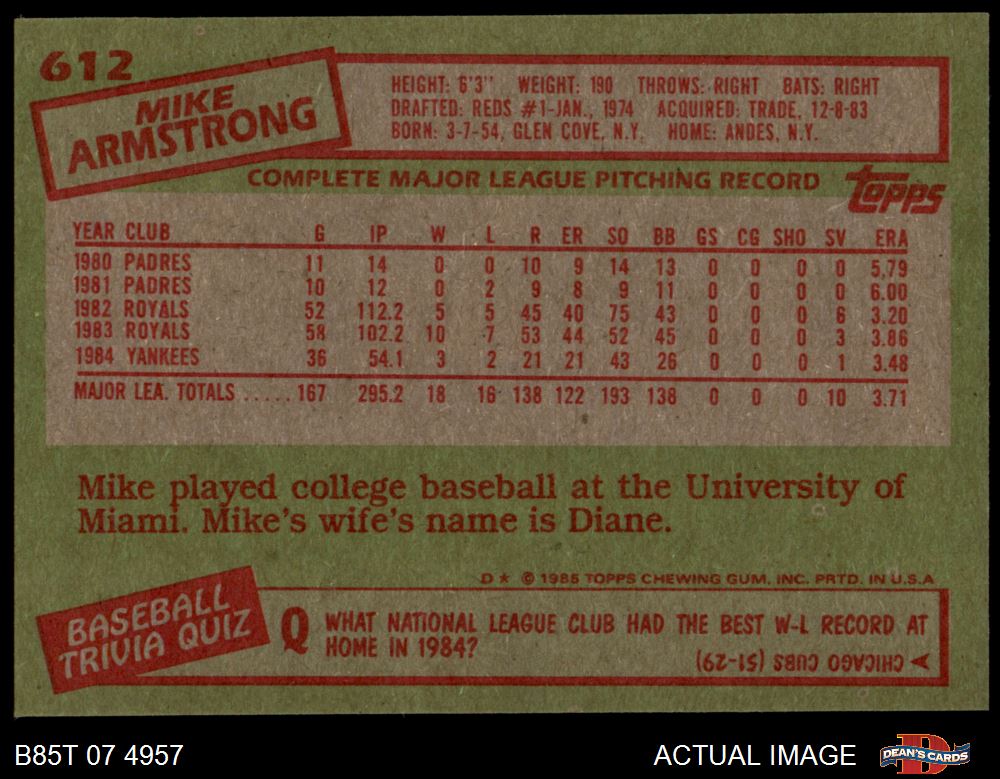 612
MIKE
ARMSTRONG
HEIGHT: 6'3" WEIGHT: 190 THROWS: RIGHT BATS: RIGHT
DRAFTED: REDS #1-JAN., 1974 ACQUIRED: TRADE, 12-8-83
BORN: 3-7-54, GLEN COVE, N.Y. HOME: ANDES, N.Y.
COMPLETE MAJOR LEAGUE PITCHING RECORD
topps
YEAR CLUB G IP W L R ER SO BB GS CG SHO SV ERA
1980 PADRES 11 14 0 0 10 9 14 13 0 0 0 0 5.79
1981 PADRES 10 12 0 2 9 8 9 11 0 0 0 0 6.00
1982 ROYALS 52 112.2 5 5 45 40 75 43 0 0 0 6 3.20
1983 ROYALS 58 102.2 10 7 53 44 52 45 0 0 0 3 3.86
1984 YANKEES 36 54.1 3 2 21 21 43 26 0 0 0 1 3.48
MAJOR LEA. TOTALS ..... 167 295.2 18 16 138 122 193 138 0 0 0 10 3.71
Mike played college baseball at the University of
Miami. Mike's wife's name is Diane.
D★ © 1985 TOPPS CHEWING GUM, INC. PRTD. IN U.S.A
BASEBALL
TRIVIA QUIZ
Q WHAT NATIONAL LEAGUE CLUB HAD THE BEST W-L RECORD AT
HOME IN 1984?
CHICAGO CUBS (51-29)
B85T 07 4957
ACTUAL IMAGE
D
DEAN'S CARDS